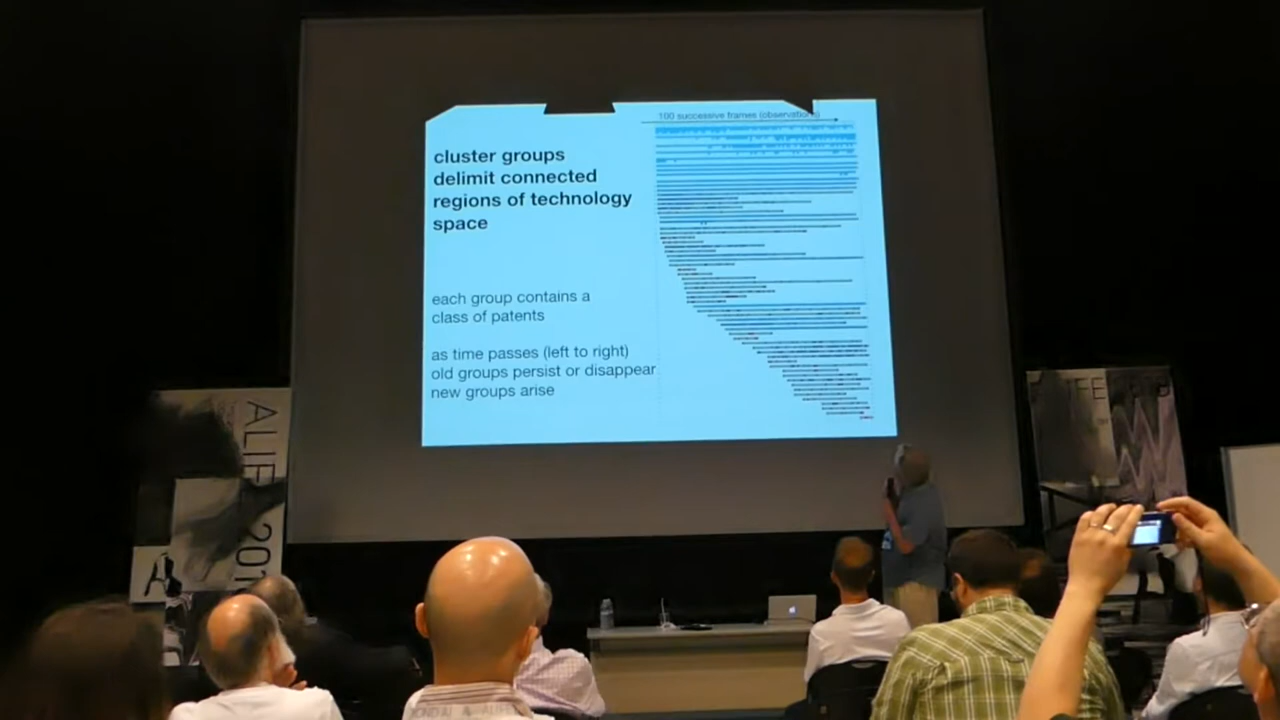 100 successive frames (observations)
cluster groups
delimit connected
regions of technology
space
each group contains a
class of patents
as time passes (left to right)
old groups persist or disappear
new groups arise
ALIFE 201